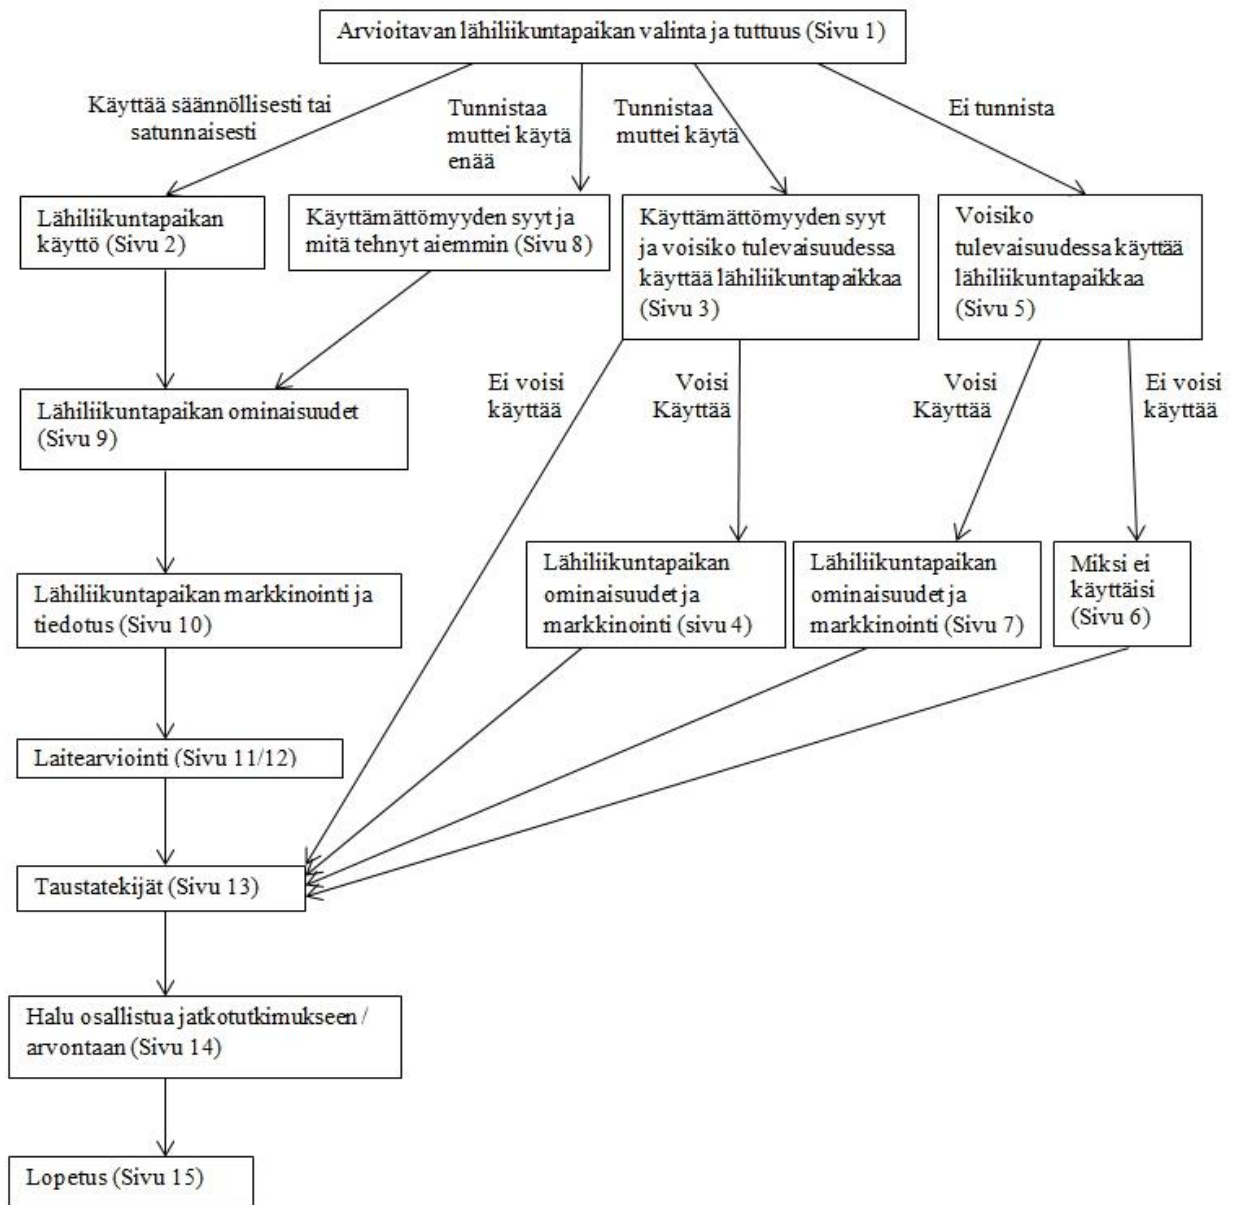 Arvioitavan lähiliikuntapaikan valinta ja tuttuus (Sivu 1)
Käyttää säännöllisesti tai
satunnaisesti
Tunnistaa
muttei käytä
enää
Tunnistaa
muttei käytä
Ei tunnista
Lähiliikuntapaikan
käyttö (Sivu 2)
Käyttämättömyyden syyt ja
mitä tehnyt aiemmin (Sivu 8)
Käyttämättömyyden syyt
ja voisiko tulevaisuudessa
käyttää lähiliikuntapaikkaa
(Sivu 3)
Voisiko
tulevaisuudessa käyttää
lähiliikuntapaikkaa
(Sivu 5)
Ei voisi
käyttää
Voisi
Käyttää
Voisi
Käyttää
Ei voisi
käyttää
Lähiliikuntapaikan ominaisuudet
(Sivu 9)
Lähiliikuntapaikan markkinointi ja
tiedotus (Sivu 10)
Lähiliikuntapaikan
ominaisuudet ja
markkinointi (sivu 4)
Lähiliikuntapaikan
ominaisuudet ja
markkinointi (Sivu 7)
Miksi ei
käyttäisi
(Sivu 6)
Laitearviointi (Sivu 11/12)
Taustatekijät (Sivu 13)
Halu osallistua jatkotutkimukseen /
arvontaan (Sivu 14)
Lopetus (Sivu 15)